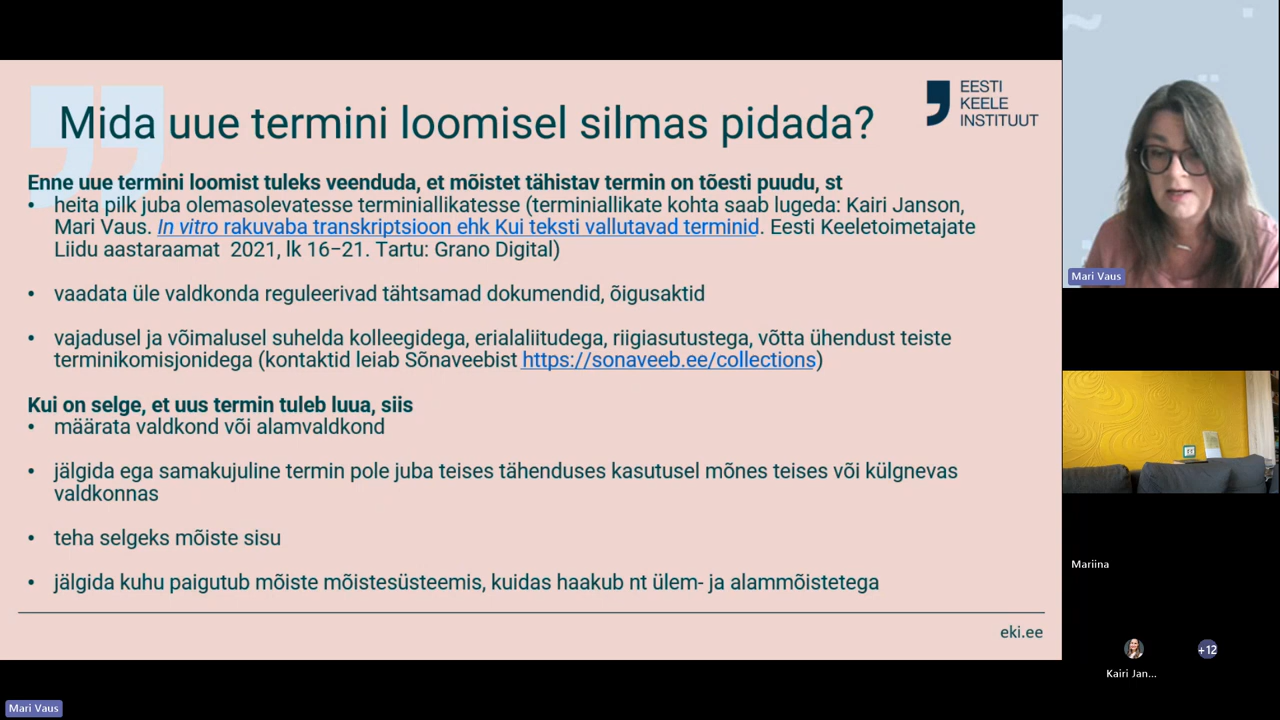 Mida uue termini loomisel silmas pidada?
EESTI
KEELE
INSTITUUT
Enne uue termini loomist tuleks veenduda, et mõistet tähistav termin on tõesti puudu, st
• heita pilk juba olemasolevatesse terminiallikatesse (terminiallikate kohta saab lugeda: Kairi Janson,
Mari Vaus. In vitro rakuvaba transkriptsioon ehk Kui teksti vallutavad terminid. Eesti Keeletoimetajate
Liidu aastaraamat 2021, lk 16–21. Tartu: Grano Digital)
• vaadata üle valdkonda reguleerivad tähtsamad dokumendid, õigusaktid
• vajadusel ja võimalusel suhelda kolleegidega, erialaliitudega, riigiasutustega, võtta ühendust teiste
terminikomisjonidega (kontaktid leiab Sõnaveebist https://sonaveeb.ee/collections)
Kui on selge, et uus termin tuleb luua, siis
• määrata valdkond või alamvaldkond
• jälgida ega samakujuline termin pole juba teises tähenduses kasutusel mõnes teises või külgnevas
valdkonnas
• teha selgeks mõiste sisu
• jälgida kuhu paigutub mõiste mõistesüsteemis, kuidas haakub nt ülem- ja alammõistetega
eki.ee
Mari Vaus
Mariina
+12
Kairi Jan...
Mari Vaus